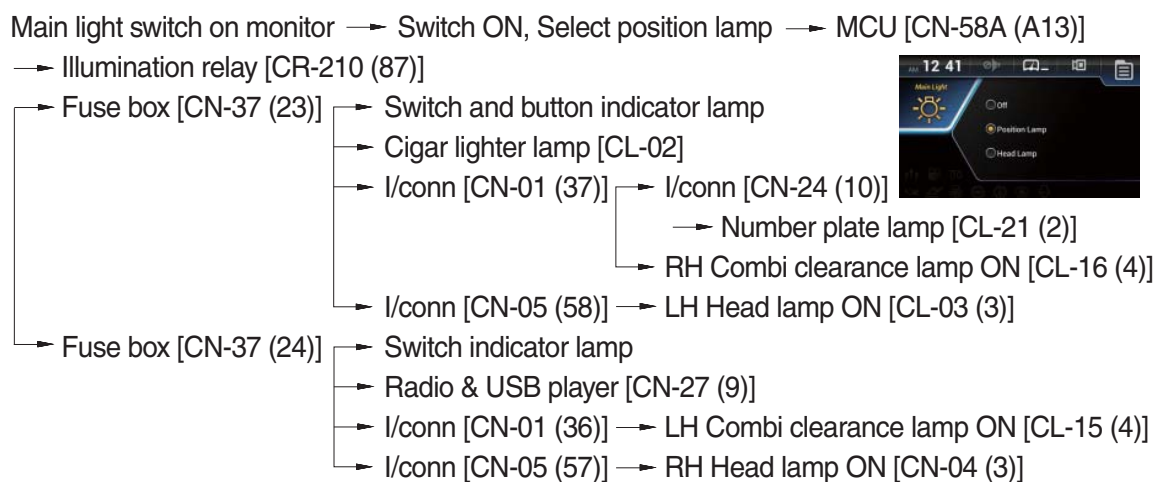 Main light switch on monitor → Switch ON, Select position lamp → MCU [CN-58A (A13)]
→ Illumination relay [CR-210 (87)]
→ Fuse box [CN-37 (23)] → Switch and button indicator lamp
→ Cigar lighter lamp [CL-02]
→ I/conn [CN-01 (37)] → I/conn [CN-24 (10)]
→ Number plate lamp [CL-21 (2)]
→ RH Combi clearance lamp ON [CL-16 (4)]
→ I/conn [CN-05 (58)] → LH Head lamp ON [CL-03 (3)]
→ Fuse box [CN-37 (24)] → Switch indicator lamp
→ Radio & USB player [CN-27 (9)]
→ I/conn [CN-01 (36)] → LH Combi clearance lamp ON [CL-15 (4)]
→ I/conn [CN-05 (57)] → RH Head lamp ON [CN-04 (3)]
AM 12 41
Main Light
Off
Position Lamp
Head Lamp